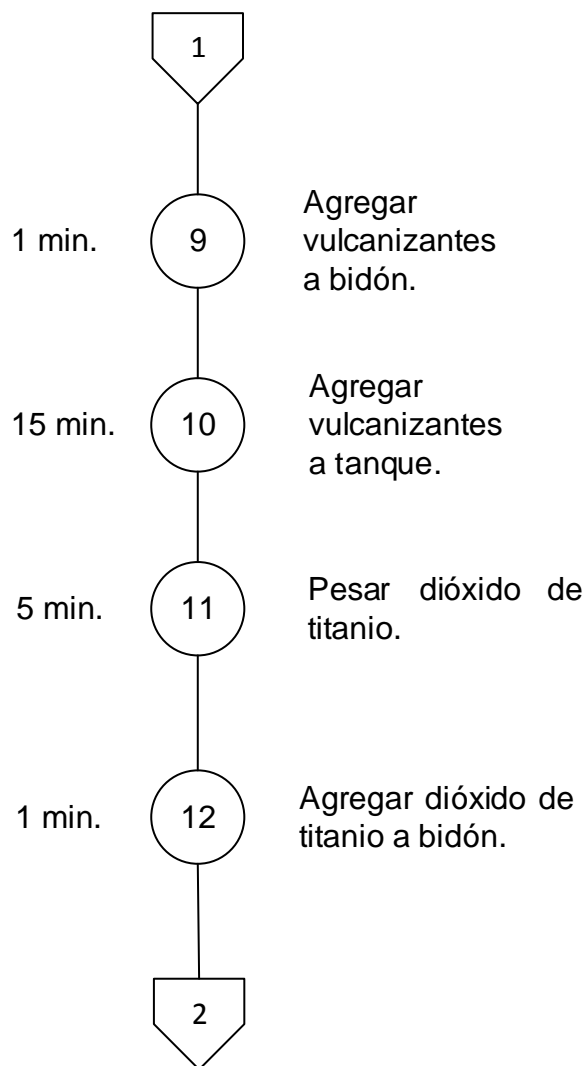 1
1 min.
9
Agregar
vulcanizantes
a bidón.
15 min.
10
Agregar
vulcanizantes
a tanque.
5 min.
11
Pesar dióxido de
titanio.
1 min.
12
Agregar dióxido de
titanio a bidón.
2